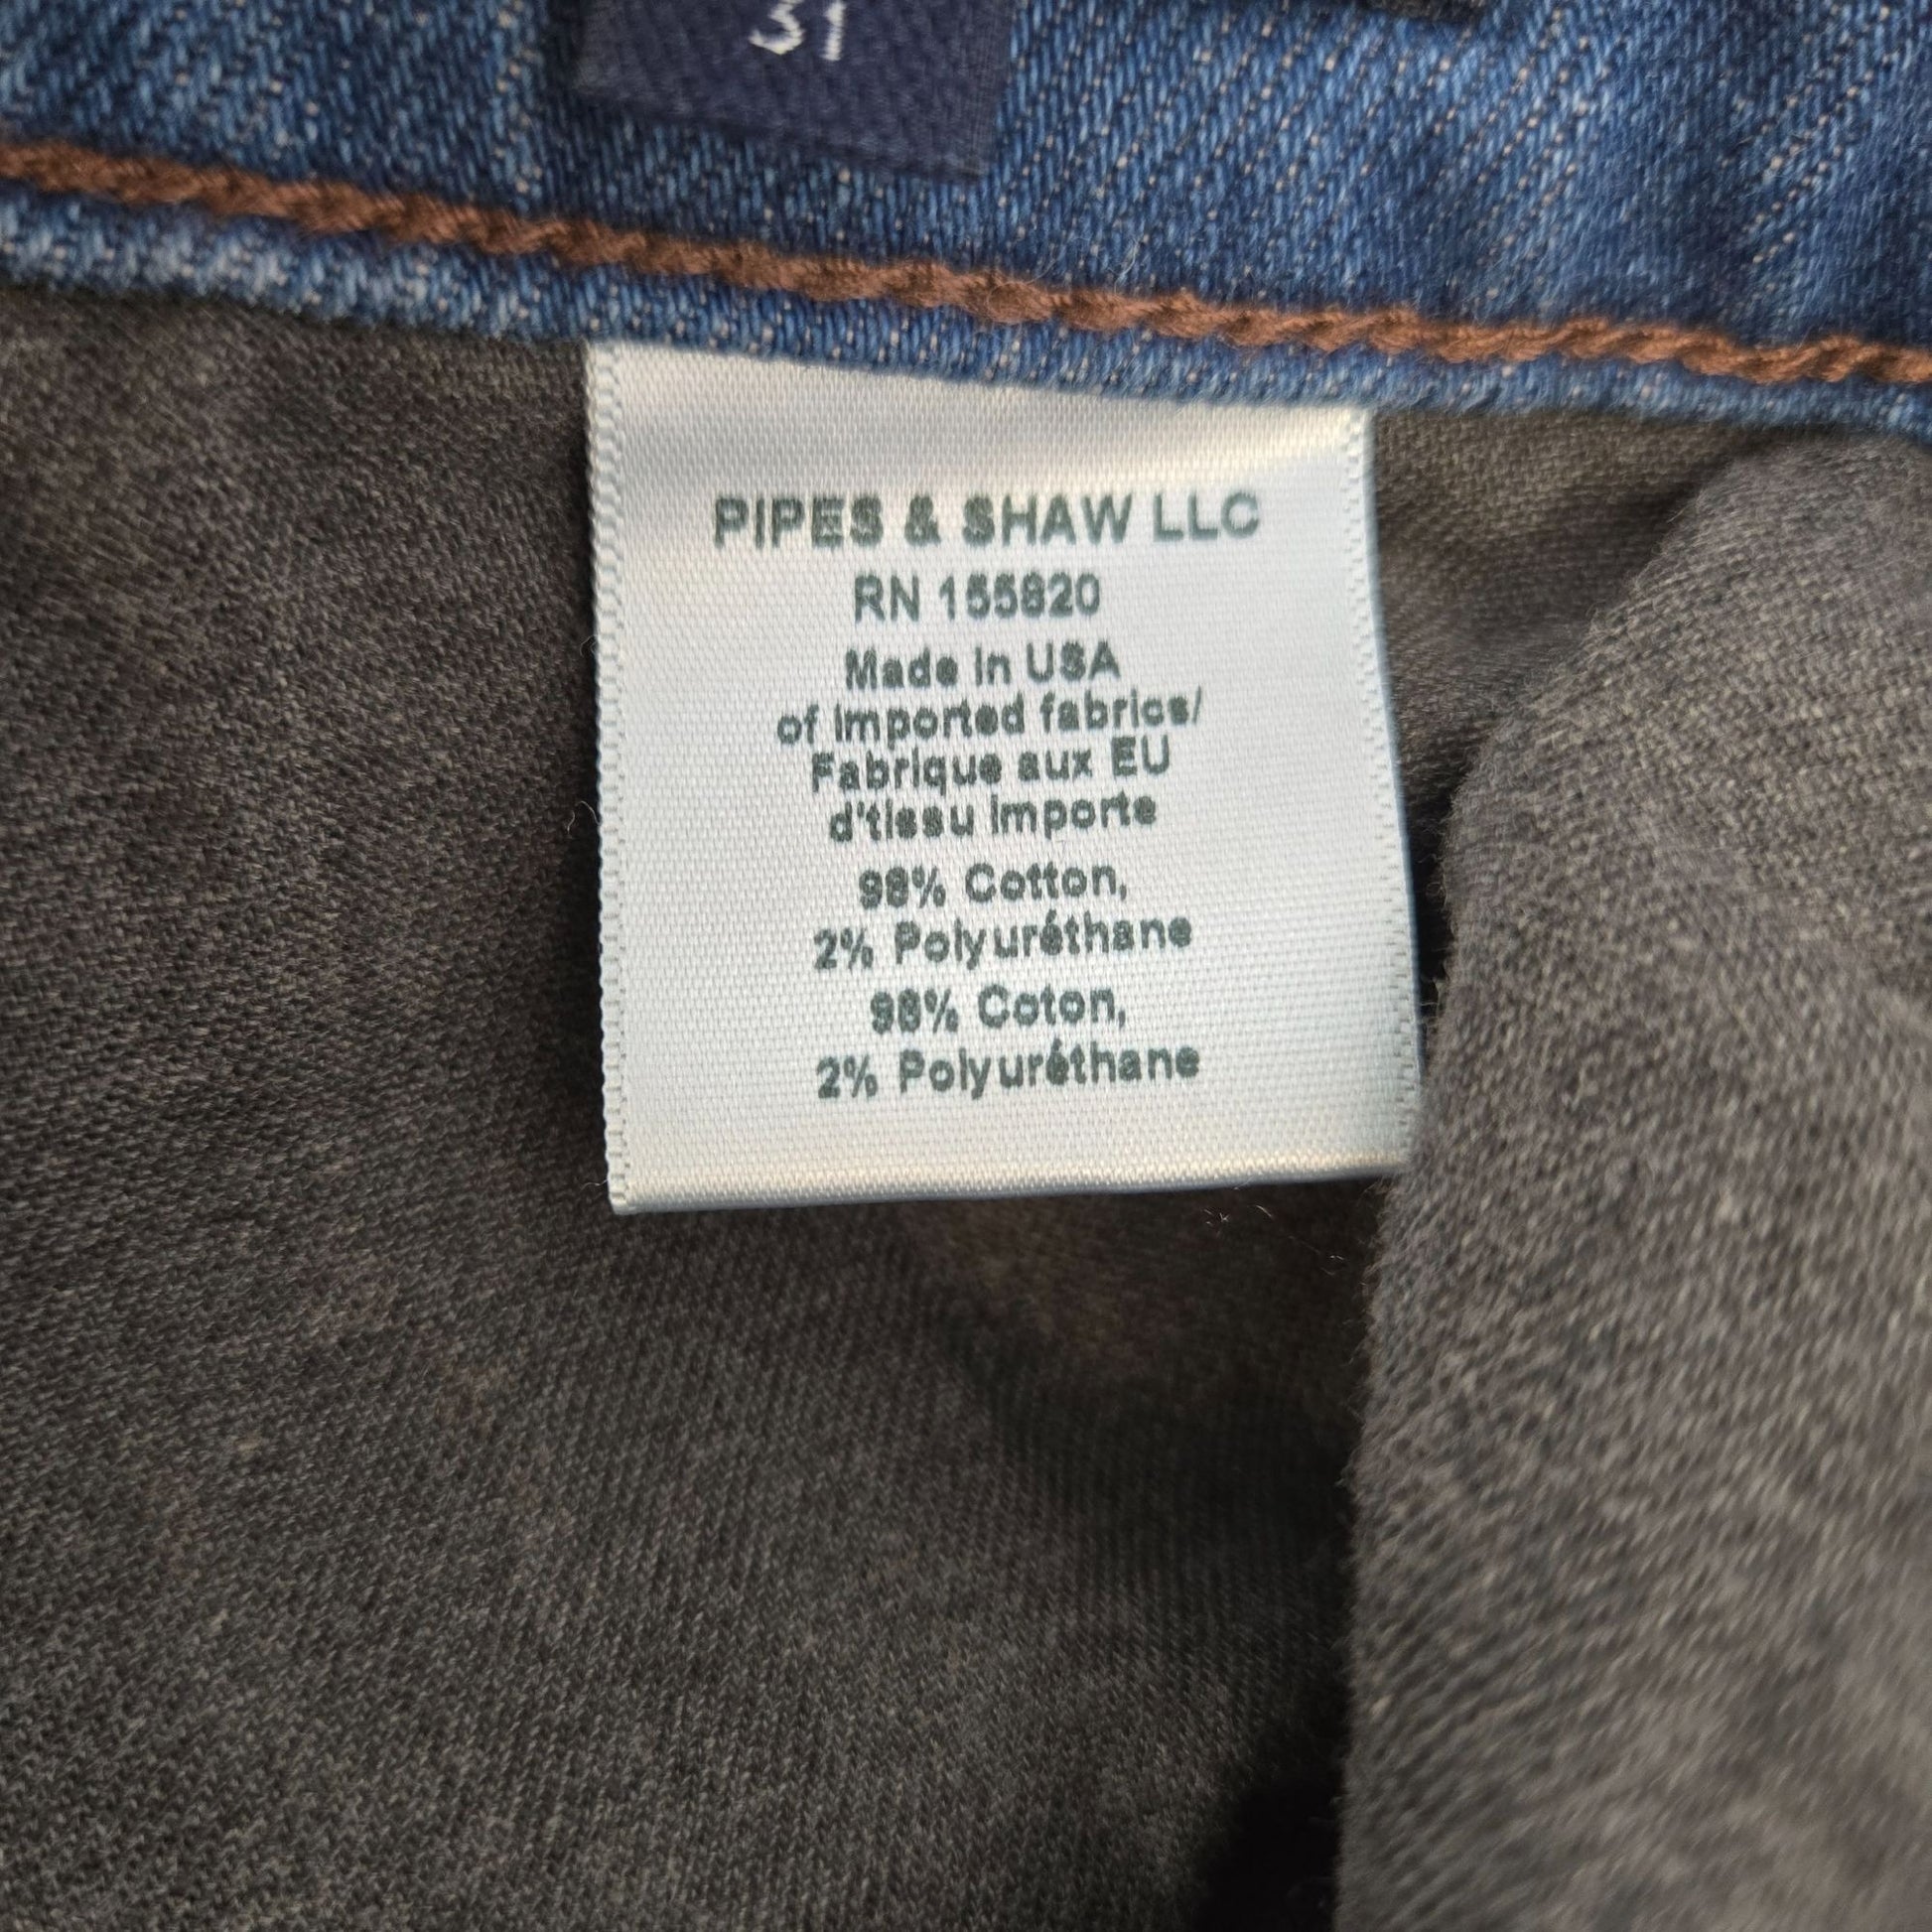 31
PIPES & SHAW LLC
RN 155820
Made in USA
of imported fabrics/
Fabrique aux EU
d'tissu importe
98% Cotton,
2% Polyuréthane
98% Coton,
2% Polyuréthane